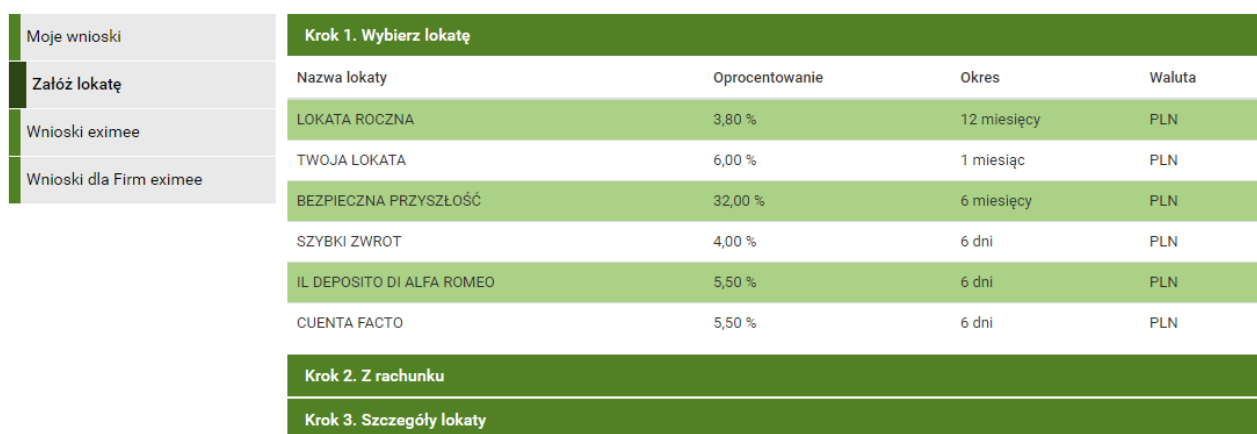 Moje wnioski
Załóż lokatę
Wnioski eximee
Wnioski dla Firm eximee
Krok 1. Wybierz lokatę
Nazwa lokaty Oprocentowanie Okres Waluta
LOKATA ROCZNA 3,80 % 12 miesięcy PLN
TWOJA LOKATA 6,00 % 1 miesiąc PLN
BEZPIECZNA PRZYSZŁOŚĆ 32,00 % 6 miesięcy PLN
SZYBKI ZWROT 4,00 % 6 dni PLN
IL DEPOSITO DI ALFA ROMEO 5,50 % 6 dni PLN
CUENTA FACTO 5,50 % 6 dni PLN
Krok 2. Z rachunku
Krok 3. Szczegóły lokaty